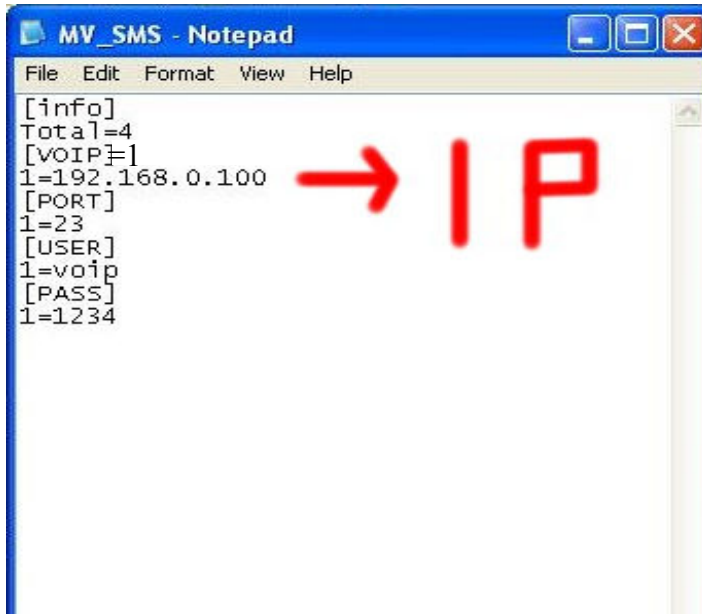 MV_SMS - Notepad
File Edit Format View Help
[info]
Total=4
[VOIP]=1
1=192.168.0.100
IP
[PORT]
1=23
[USER]
1=voip
[PASS]
1=1234